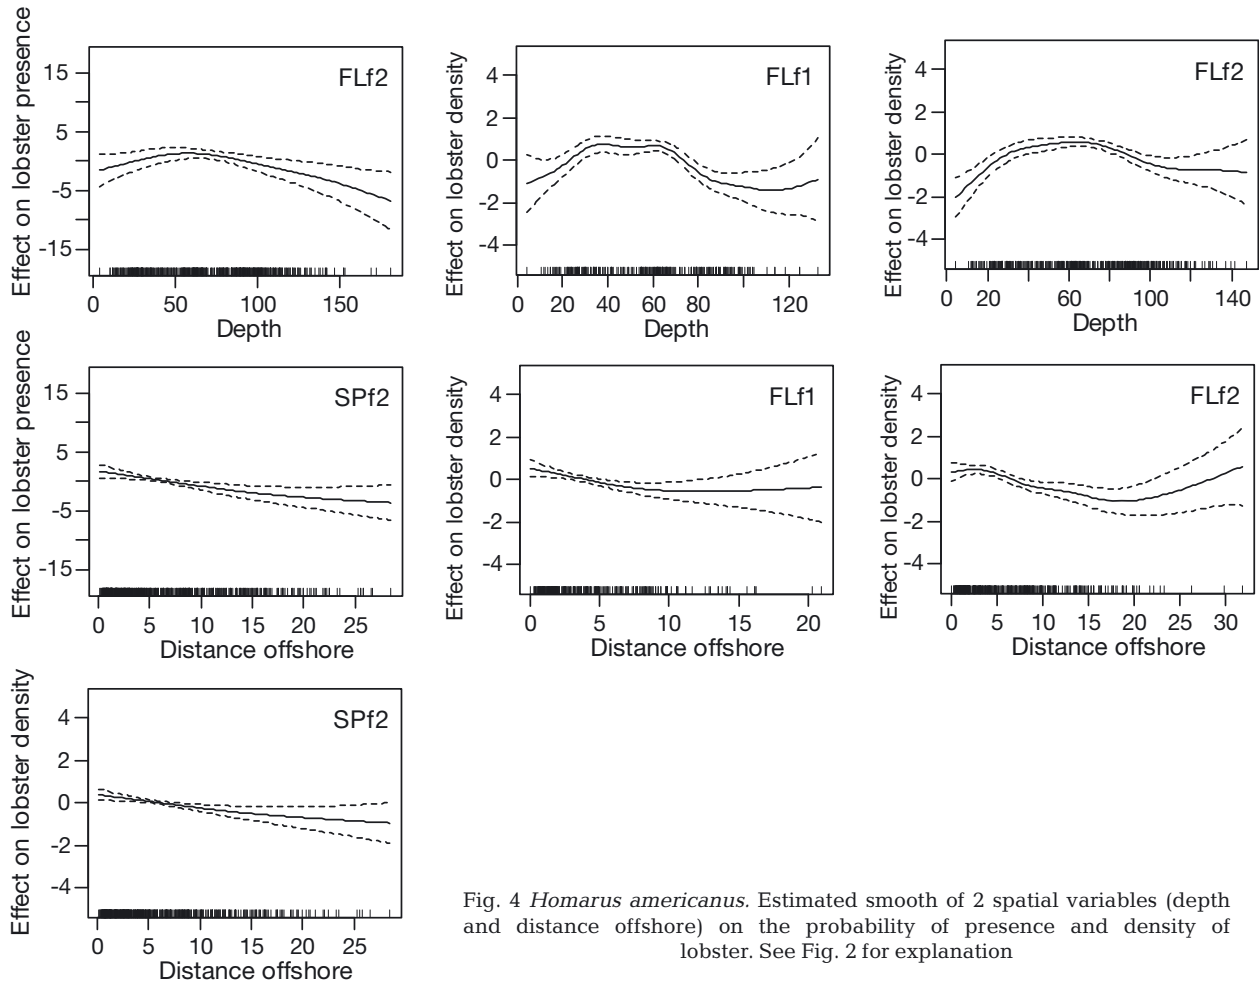 Effect on lobster presence
15
5
-5
-15
FLf2
0 50 100 150
Depth
Effect on lobster density
4
2
0
-2
-4
FLf1
0 20 40 60 80 120
Depth
Effect on lobster density
4
2
0
-2
-4
FLf2
0 20 60 100 140
Depth
Effect on lobster presence
15
5
-5
-15
SPf2
0 5 10 15 20 25
Distance offshore
Effect on lobster density
4
2
0
-2
-4
FLf1
0 5 10 15 20
Distance offshore
Effect on lobster density
4
2
0
-2
-4
FLf2
0 5 10 15 20 25 30
Distance offshore
Effect on lobster density
4
2
0
-2
-4
SPf2
0 5 10 15 20 25
Distance offshore
Fig. 4 Homarus americanus. Estimated smooth of 2 spatial variables (depth
and distance offshore) on the probability of presence and density of
lobster. See Fig. 2 for explanation